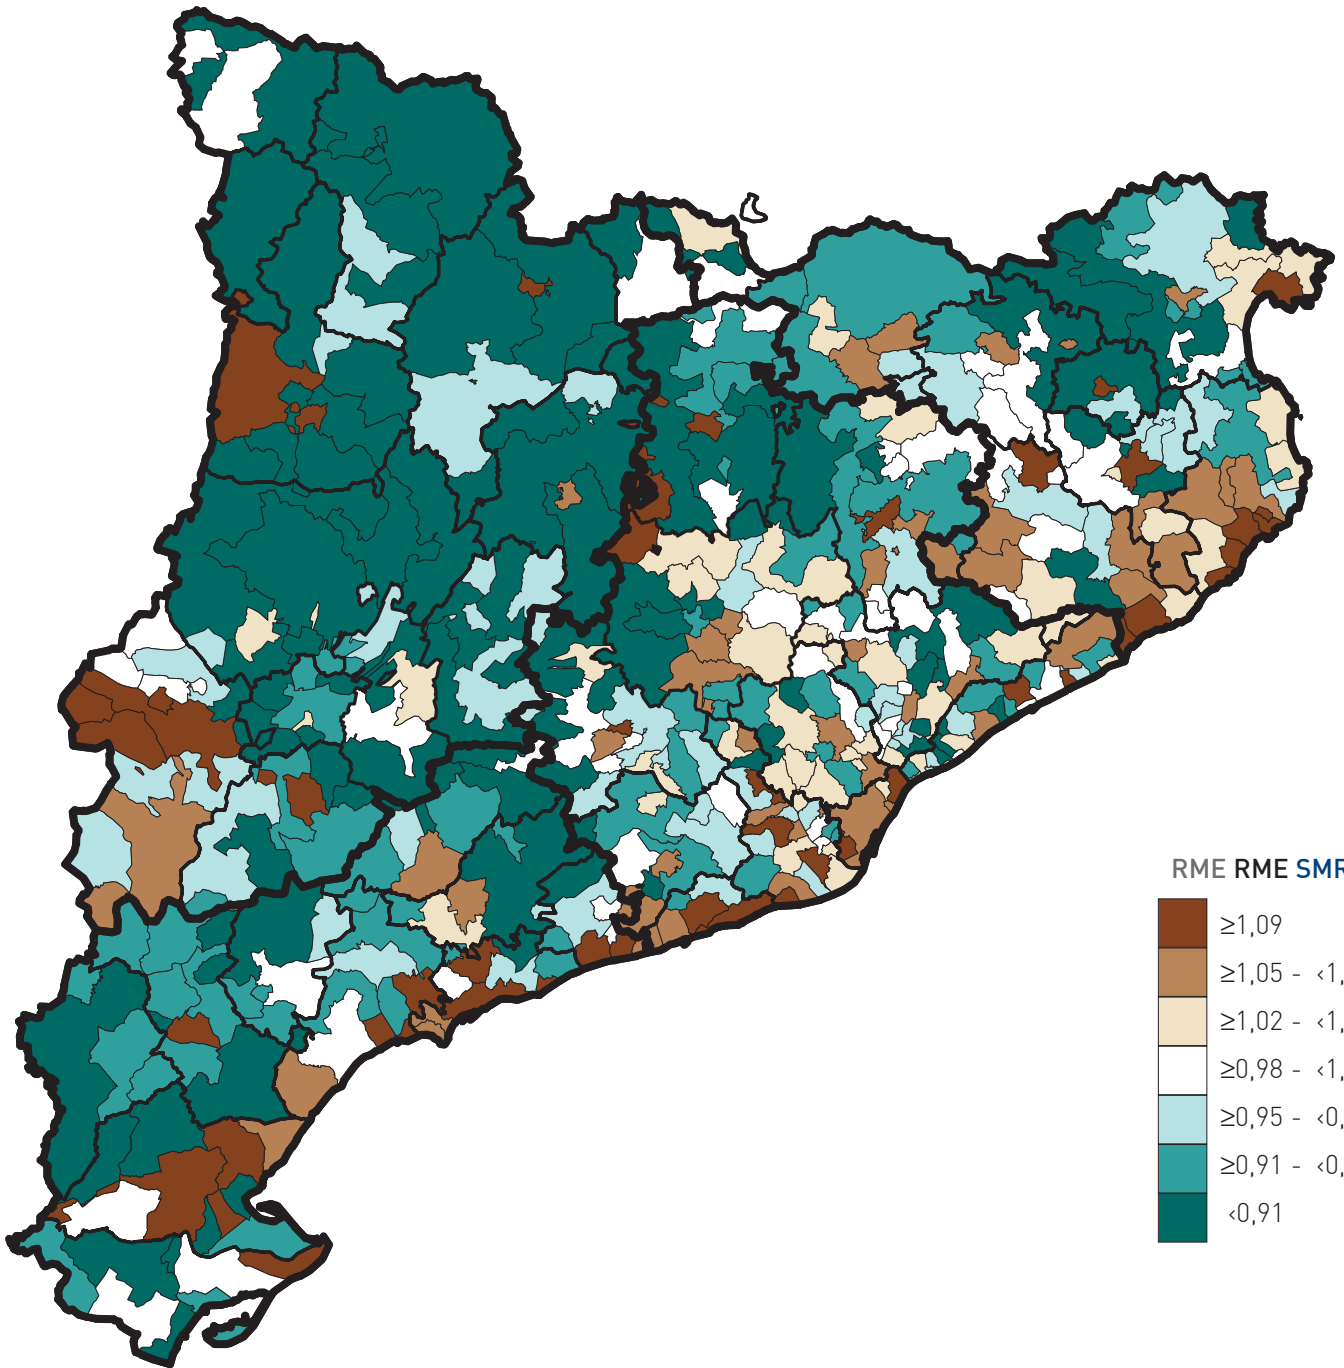 RME RME SMR
≥1,09
≥1,05 - <1,
≥1,02 - <1,
≥0,98 - <1,
≥0,95 - <0,
≥0,91 - <0,
<0,91